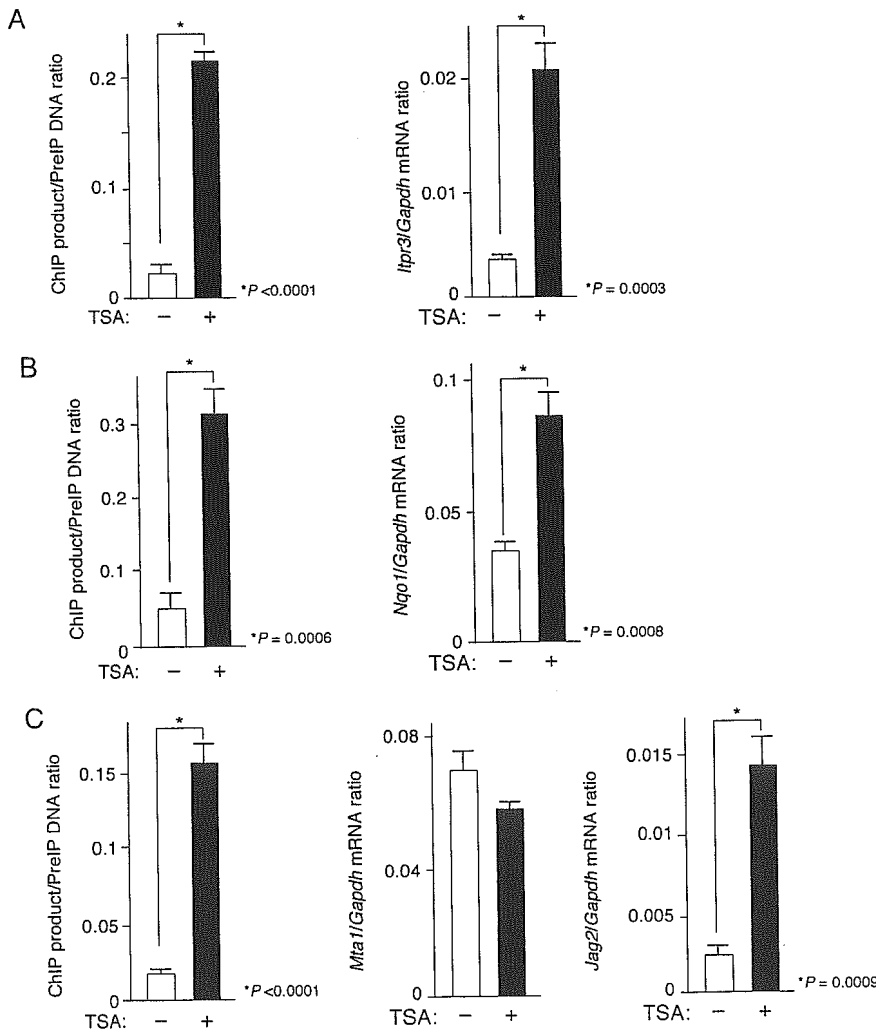 A
ChIP product/PreIP DNA ratio
0.2
0.1
0
*
TSA: − +
*P <0.0001
Itpr3/Gapdh mRNA ratio
0.02
0.01
0
*
TSA: − +
*P = 0.0003
B
ChIP product/PreIP DNA ratio
0.3
0.2
0.1
0
*
TSA: − +
*P = 0.0006
Nqo1/Gapdh mRNA ratio
0.1
0.05
0
*
TSA: − +
*P = 0.0008
C
ChIP product/PreIP DNA ratio
0.15
0.1
0.05
0
*
TSA: − +
*P <0.0001
Mta1/Gapdh mRNA ratio
0.08
0.04
0
TSA: − +
Jag2/Gapdh mRNA ratio
0.015
0.01
0.005
0
*
TSA: − +
*P = 0.0009